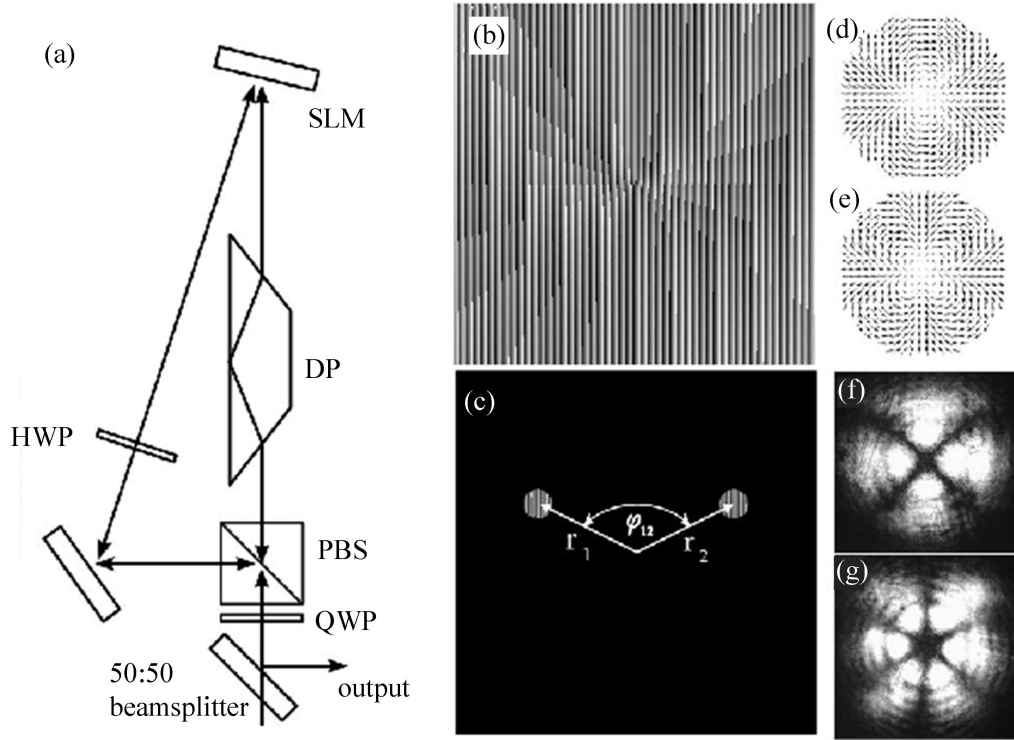 (a)
SLM
DP
HWP
PBS
QWP
50:50
beamsplitter
output
(b)
(c)
φ12
r1
r2
(d)
(e)
(f)
(g)